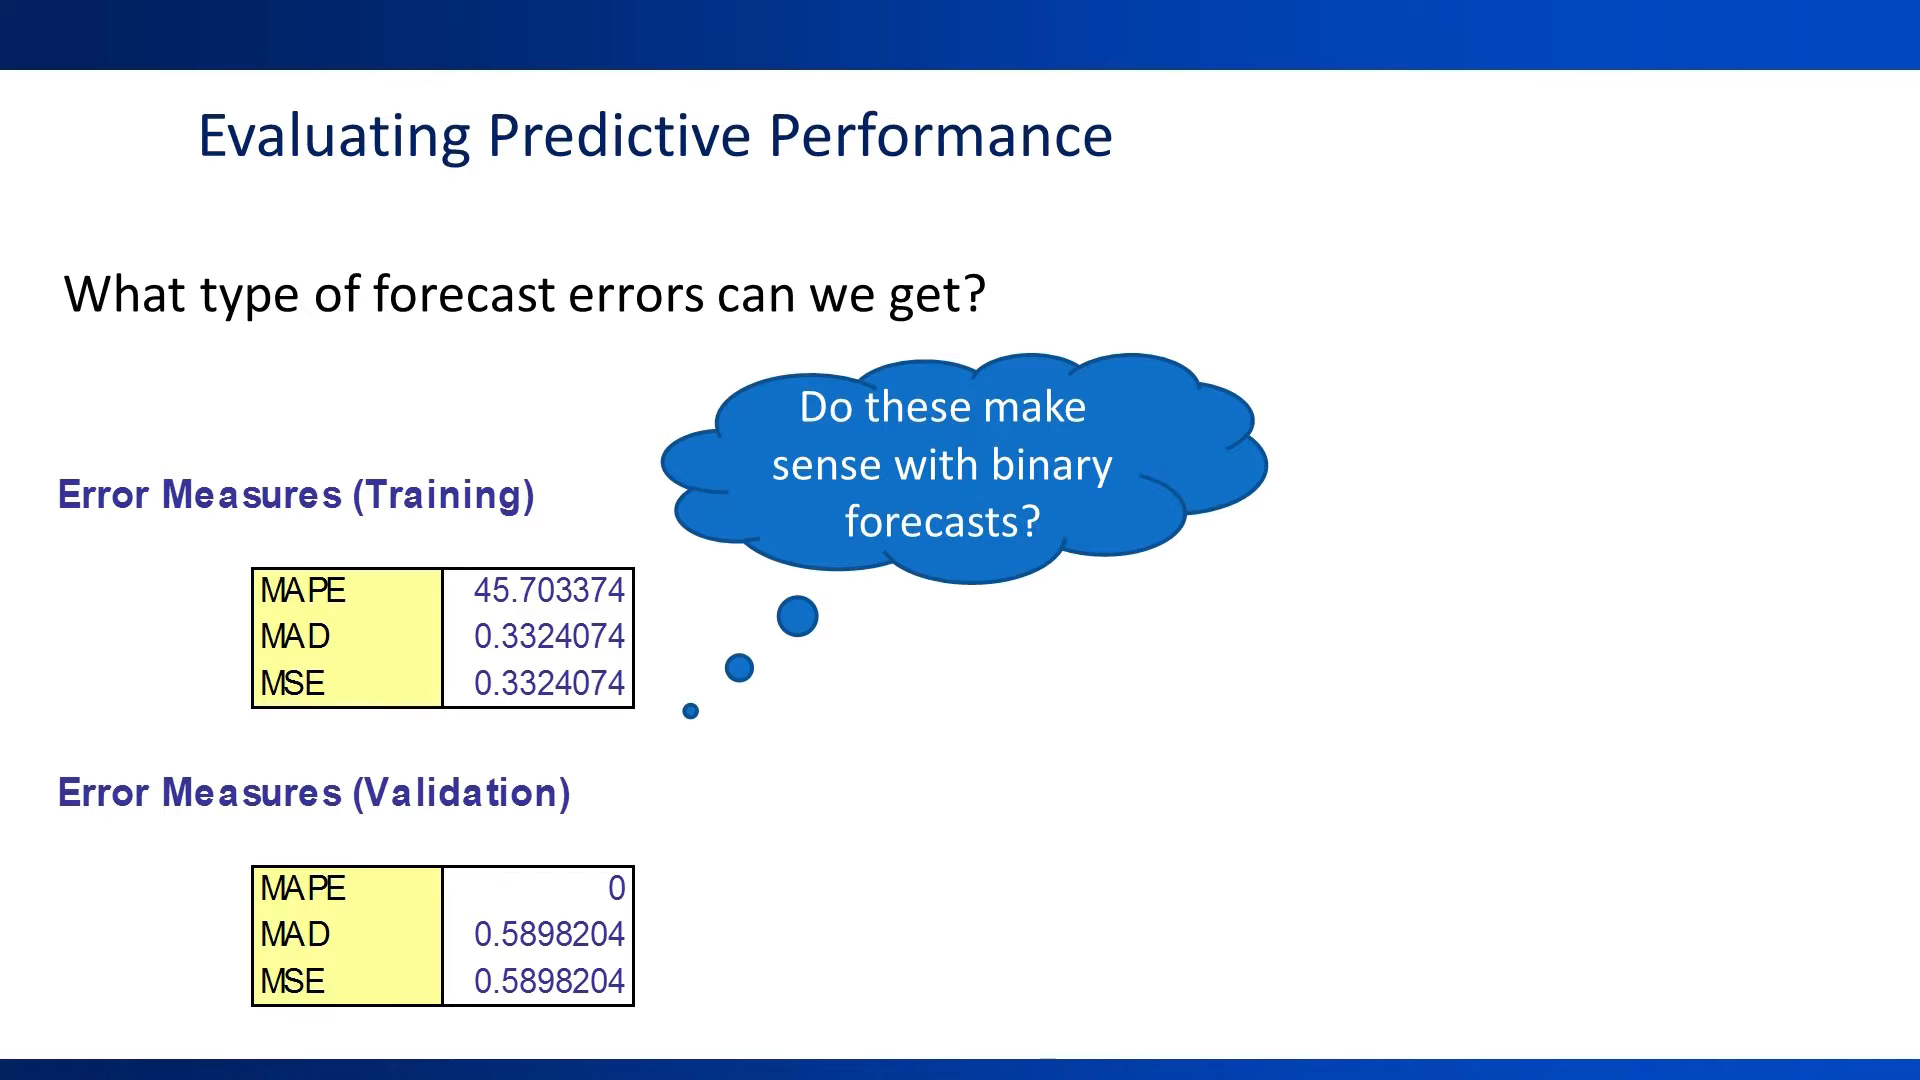 Evaluating Predictive Performance
What type of forecast errors can we get?
Do these make
sense with binary
forecasts?
Error Measures (Training)
MAPE 45.703374
MAD 0.3324074
MSE 0.3324074
Error Measures (Validation)
MAPE 0
MAD 0.5898204
MSE 0.5898204